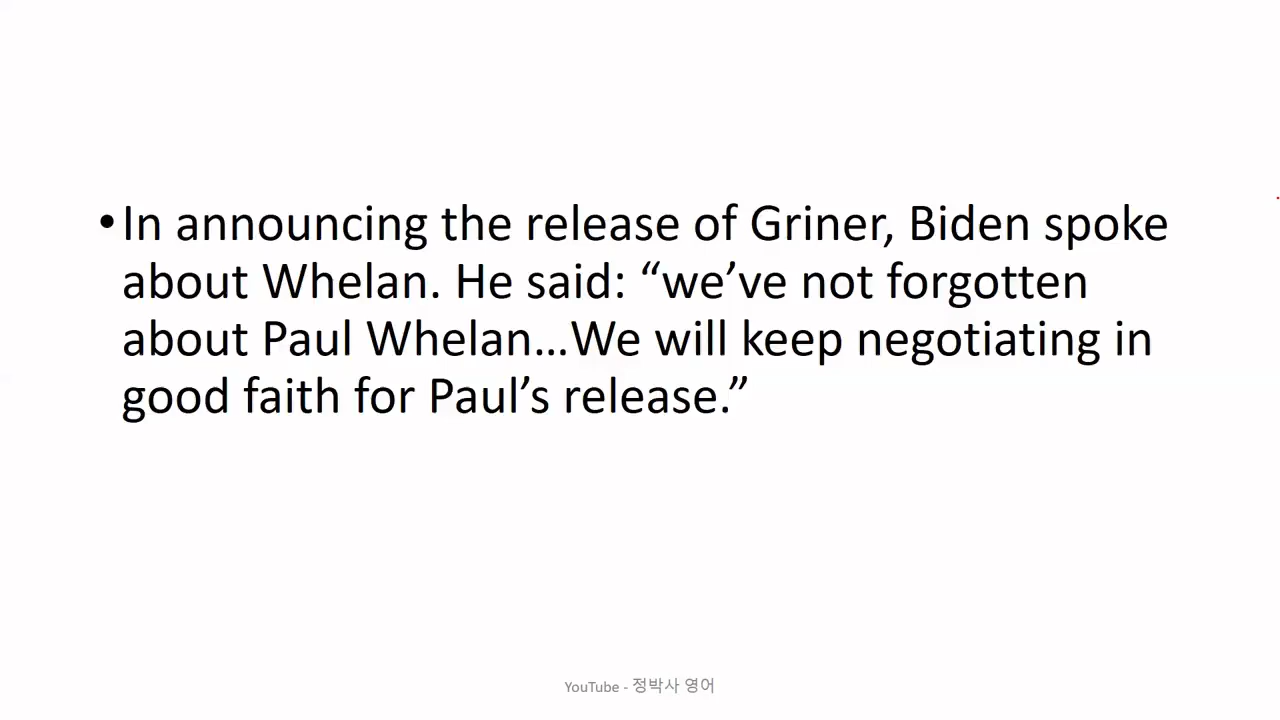 •In announcing the release of Griner, Biden spoke
about Whelan. He said: “we’ve not forgotten
about Paul Whelan…We will keep negotiating in
good faith for Paul’s release.”
YouTube - 정박사 영어